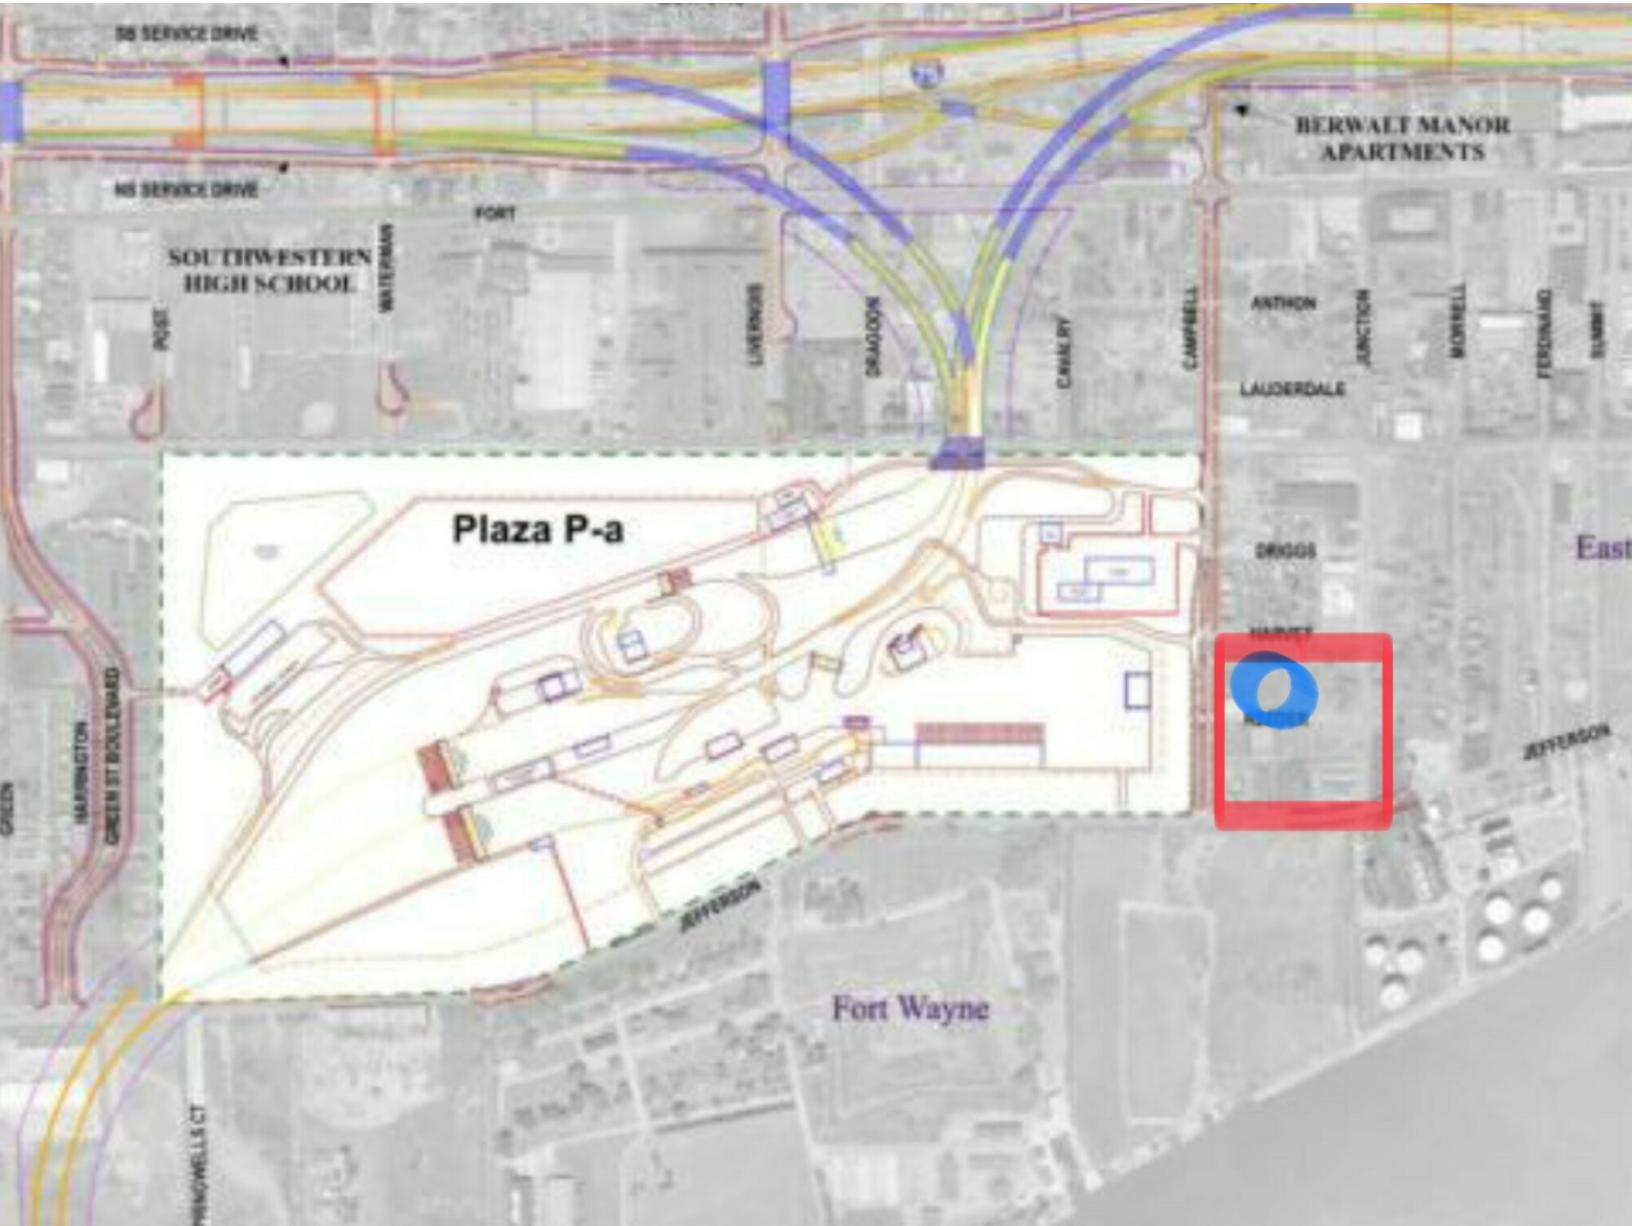 SB SERVICE DRIVE
BERWALT MANOR
APARTMENTS
NB SERVICE DRIVE
FORT
SOUTHWESTERN
HIGH SCHOOL
WATERMAN
POST
LIVERNOIS
DRAGOON
CAVALRY
CAMPBELL
ANTHON
JUNCTION
MORRELL
FERDINAND
SUMMIT
LAUDERDALE
Plaza P-a
DRIGGS
East
HARVEY
JEFFERSON
GREEN
HARRINGTON
GREEN ST BOULEVARD
JEFFERSON
Fort Wayne